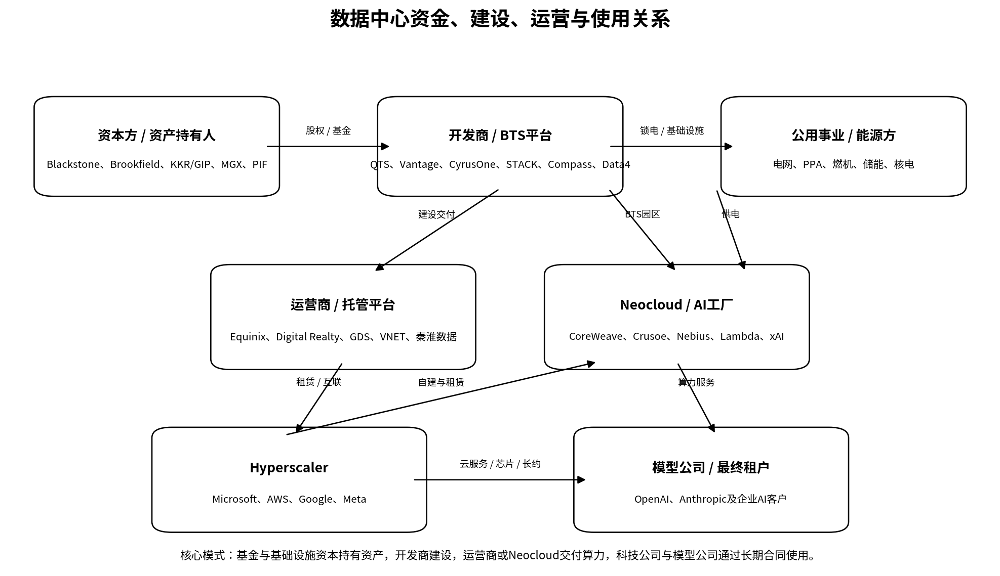 数据中心资金、建设、运营与使用关系
资本方 / 资产持有人
Blackstone、Brookfield、KKR/GIP、MGX、PIF
股权 / 基金
开发商 / BTS平台
QTS、Vantage、CyrusOne、STACK、Compass、Data4
锁电 / 基础设施
公用事业 / 能源方
电网、PPA、燃机、储能、核电
建设交付
BTS园区
供电
运营商 / 托管平台
Equinix、Digital Realty、GDS、VNET、秦淮数据
Neocloud / AI工厂
CoreWeave、Crusoe、Nebius、Lambda、xAI
租赁 / 互联
自建与租赁
算力服务
Hyperscaler
Microsoft、AWS、Google、Meta
云服务 / 芯片 / 长约
模型公司 / 最终租户
OpenAI、Anthropic及企业AI客户
核心模式：基金与基础设施资本持有资产，开发商建设，运营商或Neocloud交付算力，科技公司与模型公司通过长期合同使用。